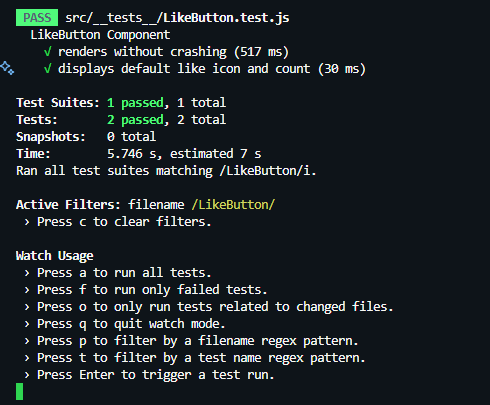 PASS src/__tests__/LikeButton.test.js
LikeButton Component
√ renders without crashing (517 ms)
√ displays default like icon and count (30 ms)
Test Suites: 1 passed, 1 total
Tests: 2 passed, 2 total
Snapshots: 0 total
Time: 5.746 s, estimated 7 s
Ran all test suites matching /LikeButton/i.
Active Filters: filename /LikeButton/
› Press c to clear filters.
Watch Usage
› Press a to run all tests.
› Press f to run only failed tests.
› Press o to only run tests related to changed files.
› Press q to quit watch mode.
› Press p to filter by a filename regex pattern.
› Press t to filter by a test name regex pattern.
› Press Enter to trigger a test run.